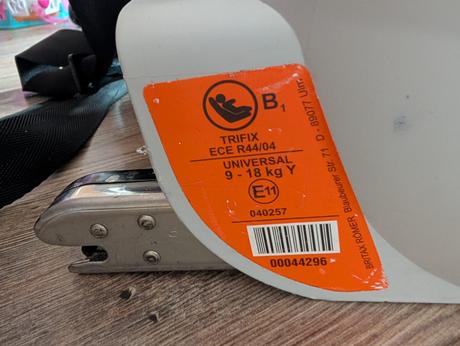 B1
TRIFIX
ECE R44/04
UNIVERSAL
9 - 18 kg Y
E11
040257
00044296
BRITAX RÖMER Blaubeurer Str. 71 D - 89077 Ulm